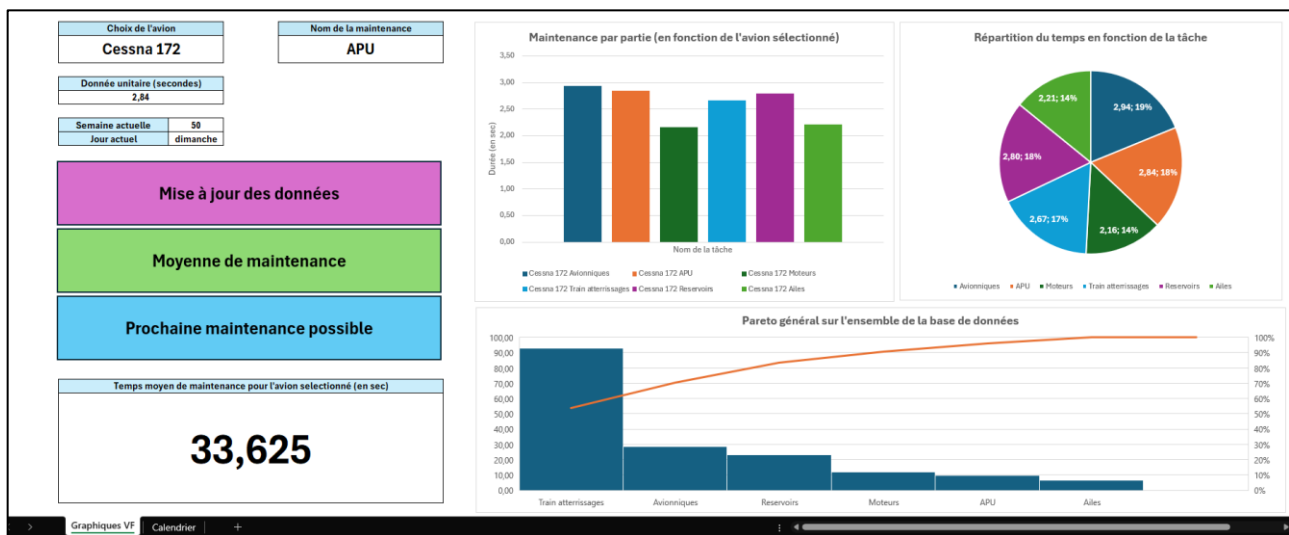 Choix de l'avion
Cessna 172
Nom de la maintenance
APU
Donnée unitaire (secondes)
2,84
Semaine actuelle 50
Jour actuel dimanche
Mise à jour des données
Moyenne de maintenance
Prochaine maintenance possible
Temps moyen de maintenance pour l'avion selectionné (en sec)
33,625
Maintenance par partie (en fonction de l'avion sélectionné)
3,50
3,00
2,50
2,00
1,50
1,00
0,50
0,00
Durée (en sec)
Nom de la tâche
Cessna 172 Avionniques Cessna 172 APU Cessna 172 Moteurs
Cessna 172 Train atterrissages Cessna 172 Reservoirs Cessna 172 Ailes
Répartition du temps en fonction de la tâche
2,21; 14%
2,94; 19%
2,80; 18%
2,84; 18%
2,67; 17%
2,16; 14%
Avionniques APU Moteurs Train atterrissages Reservoirs Ailes
Pareto général sur l'ensemble de la base de données
100,00 100%
90,00 90%
80,00 80%
70,00 70%
60,00 60%
50,00 50%
40,00 40%
30,00 30%
20,00 20%
10,00 10%
0,00 0%
Train atterrissages Avionniques Reservoirs Moteurs APU Ailes
Graphiques VF Calendrier +